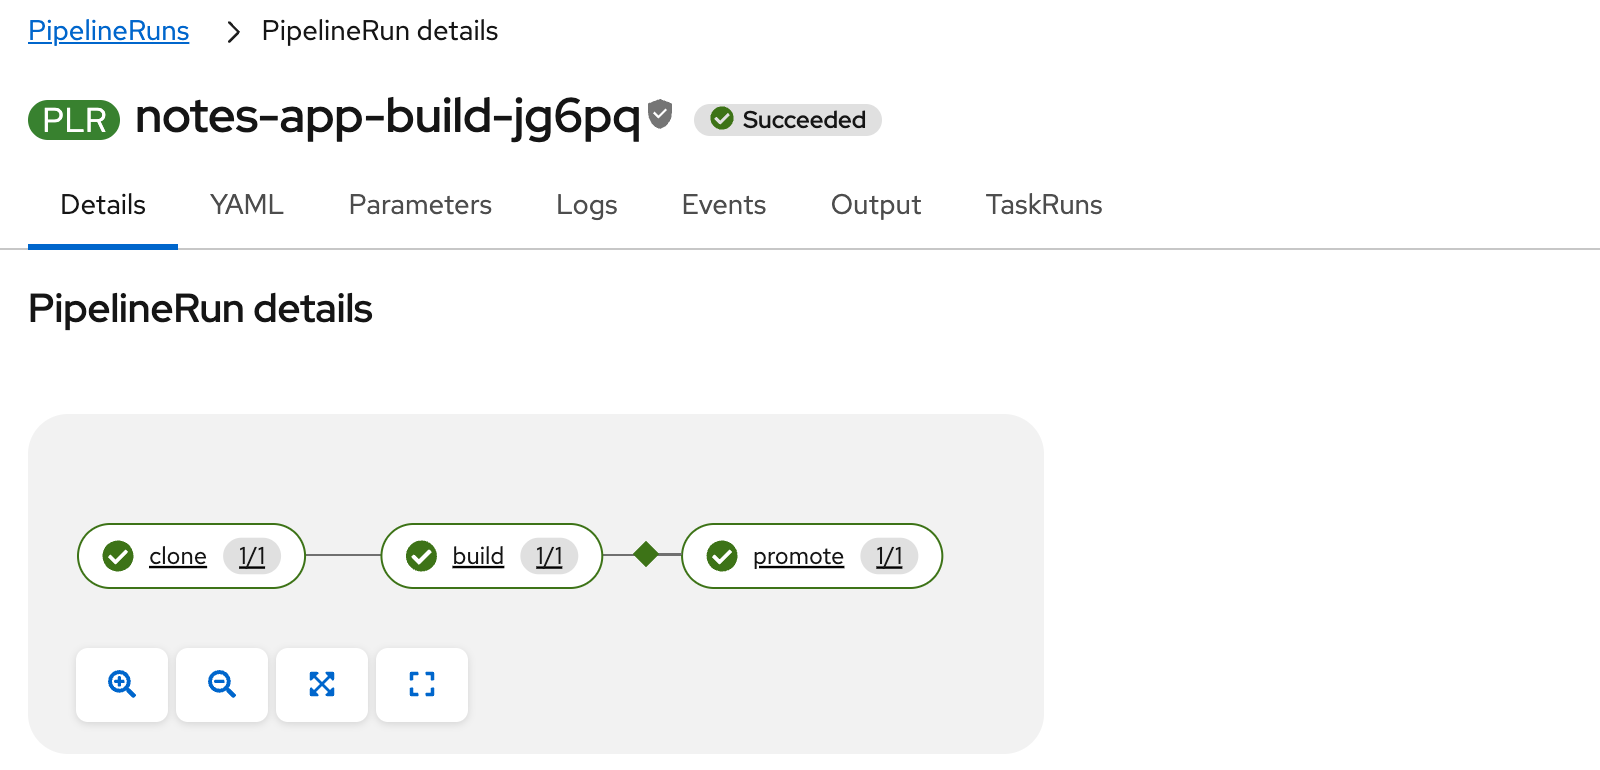 PipelineRuns > PipelineRun details
PLR notes-app-build-jg6pq Succeeded
Details YAML Parameters Logs Events Output TaskRuns
PipelineRun details
clone 1/1 build 1/1 promote 1/1